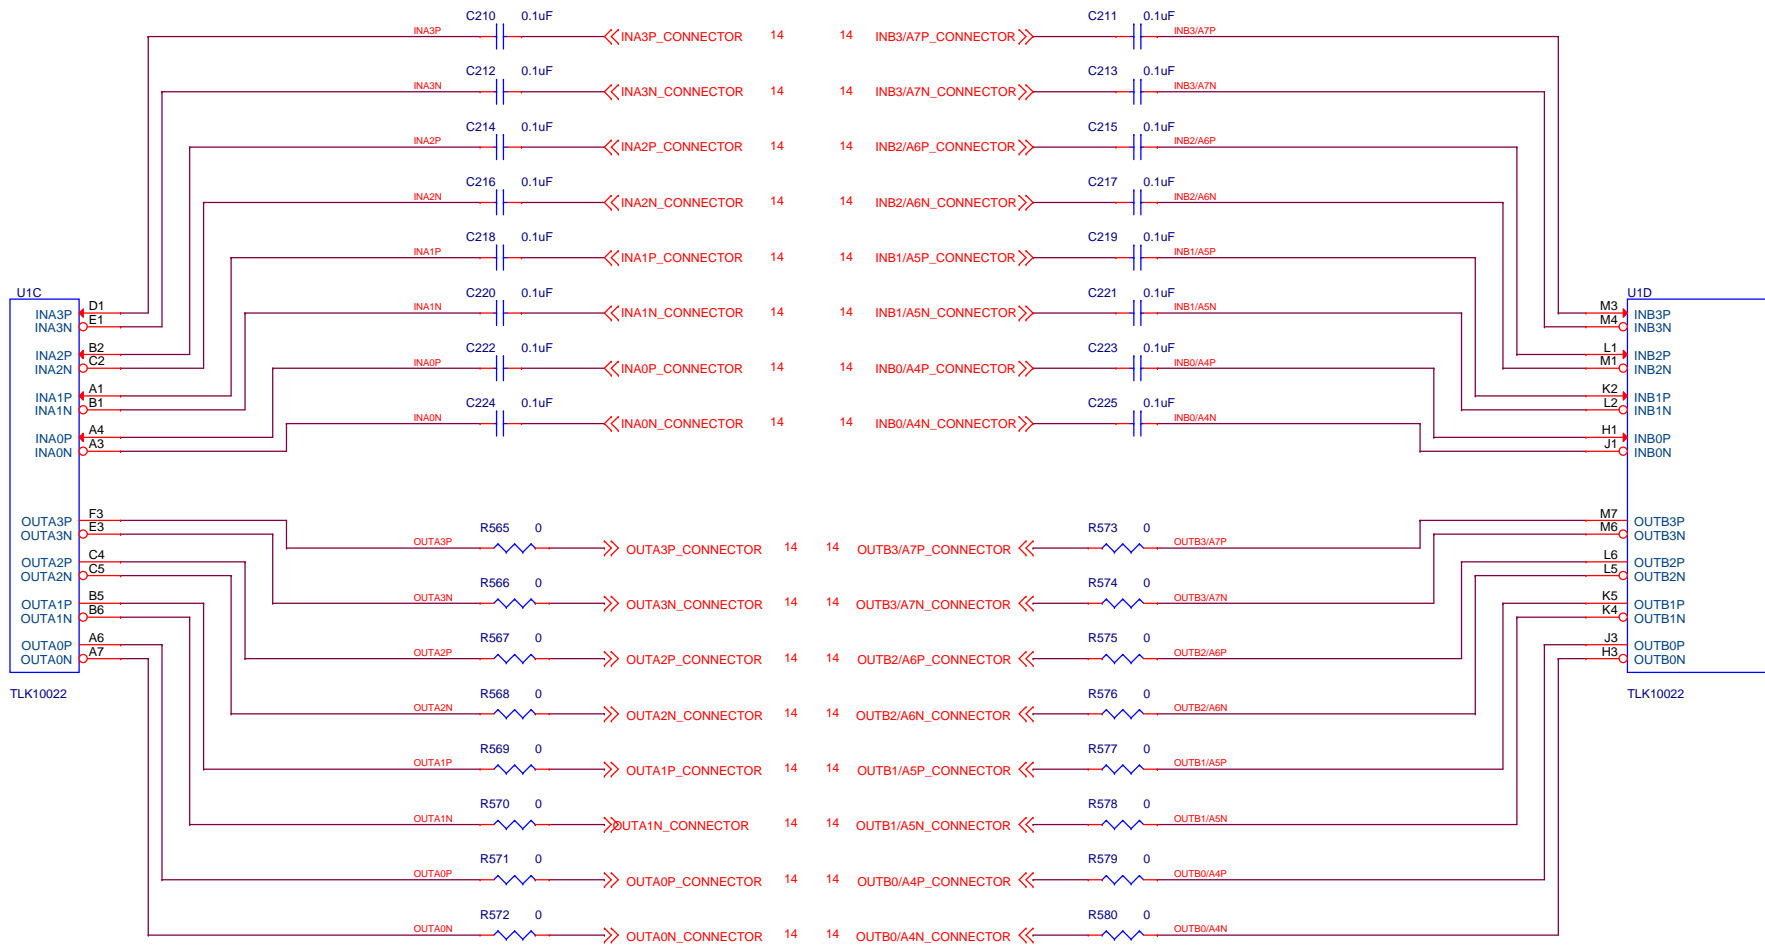 C210 0.1uF C211 0.1uF
INA3P INA3P_CONNECTOR 14 14 INB3/A7P_CONNECTOR INB3/A7P
C212 0.1uF C213 0.1uF
INA3N INA3N_CONNECTOR 14 14 INB3/A7N_CONNECTOR INB3/A7N
C214 0.1uF C215 0.1uF
INA2P INA2P_CONNECTOR 14 14 INB2/A6P_CONNECTOR INB2/A6P
C216 0.1uF C217 0.1uF
INA2N INA2N_CONNECTOR 14 14 INB2/A6N_CONNECTOR INB2/A6N
C218 0.1uF C219 0.1uF
INA1P INA1P_CONNECTOR 14 14 INB1/A5P_CONNECTOR INB1/A5P
C220 0.1uF C221 0.1uF
INA1N INA1N_CONNECTOR 14 14 INB1/A5N_CONNECTOR INB1/A5N
C222 0.1uF C223 0.1uF
INA0P INA0P_CONNECTOR 14 14 INB0/A4P_CONNECTOR INB0/A4P
C224 0.1uF C225 0.1uF
INA0N INA0N_CONNECTOR 14 14 INB0/A4N_CONNECTOR INB0/A4N
U1C
INA3P D1
INA3N E1
INA2P B2
INA2N C2
INA1P A1
INA1N B1
INA0P A4
INA0N A3
OUTA3P F3
OUTA3N E3
OUTA2P C4
OUTA2N C5
OUTA1P B5
OUTA1N B6
OUTA0P A6
OUTA0N A7
TLK10022
U1D
M3 INB3P
M4 INB3N
L1 INB2P
M1 INB2N
K2 INB1P
L2 INB1N
H1 INB0P
J1 INB0N
M7 OUTB3P
M6 OUTB3N
L6 OUTB2P
L5 OUTB2N
K5 OUTB1P
K4 OUTB1N
J3 OUTB0P
H3 OUTB0N
TLK10022
R565 0 R573 0
OUTA3P OUTA3P_CONNECTOR 14 14 OUTB3/A7P_CONNECTOR OUTB3/A7P
R566 0 R574 0
OUTA3N OUTA3N_CONNECTOR 14 14 OUTB3/A7N_CONNECTOR OUTB3/A7N
R567 0 R575 0
OUTA2P OUTA2P_CONNECTOR 14 14 OUTB2/A6P_CONNECTOR OUTB2/A6P
R568 0 R576 0
OUTA2N OUTA2N_CONNECTOR 14 14 OUTB2/A6N_CONNECTOR OUTB2/A6N
R569 0 R577 0
OUTA1P OUTA1P_CONNECTOR 14 14 OUTB1/A5P_CONNECTOR OUTB1/A5P
R570 0 R578 0
OUTA1N OUTA1N_CONNECTOR 14 14 OUTB1/A5N_CONNECTOR OUTB1/A5N
R571 0 R579 0
OUTA0P OUTA0P_CONNECTOR 14 14 OUTB0/A4P_CONNECTOR OUTB0/A4P
R572 0 R580 0
OUTA0N OUTA0N_CONNECTOR 14 14 OUTB0/A4N_CONNECTOR OUTB0/A4N